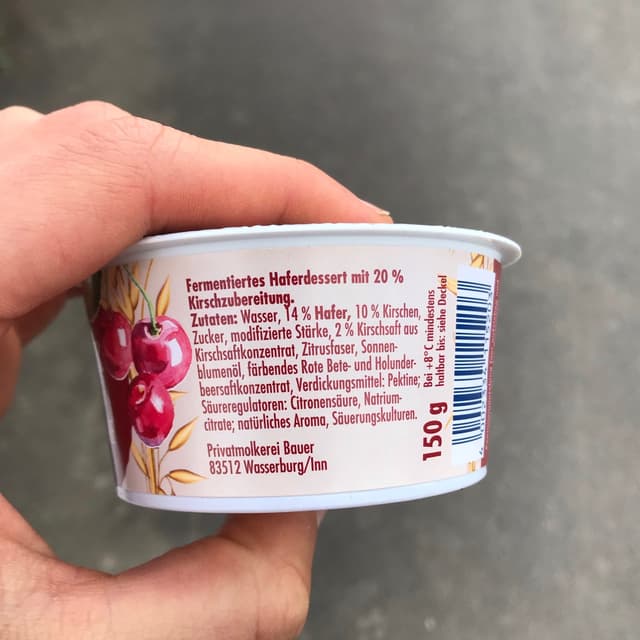 Fermentiertes Haferdessert mit 20 %
Kirschzubereitung.
Zutaten: Wasser, 14 % Hafer, 10 % Kirschen,
Zucker, modifizierte Stärke, 2 % Kirschsaft aus
Kirschsaftkonzentrat, Zitrusfaser, Sonnen-
blumenöl, färbendes Rote Bete- und Holunder-
beersaftkonzentrat, Verdickungsmittel: Pektine;
Säureregulatoren: Citronensäure, Natrium-
citrate; natürliches Aroma, Säuerungskulturen.
Privatmolkerei Bauer
83512 Wasserburg/Inn
150 g
Bei +8°C mindestens
haltbar bis: siehe Deckel